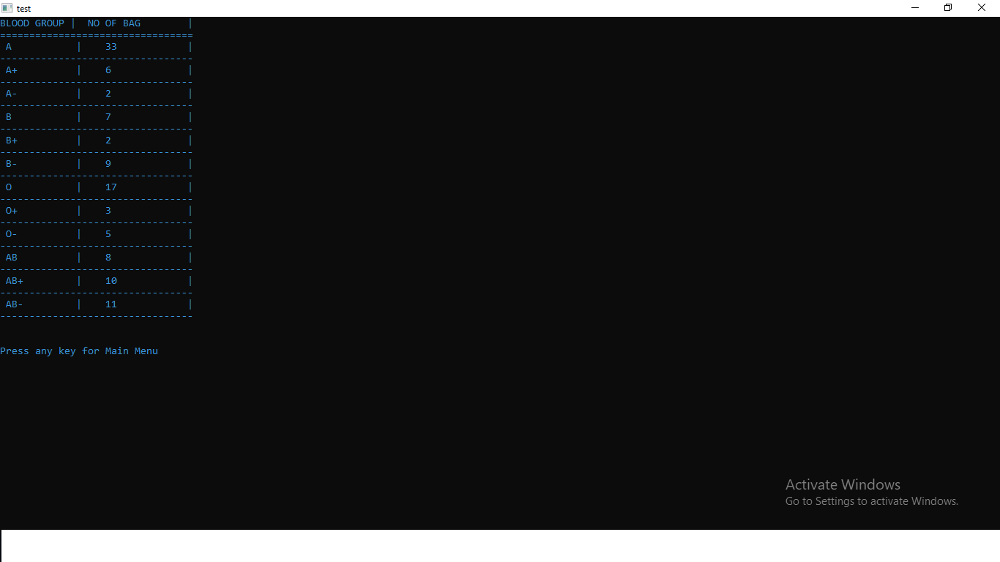 test
BLOOD GROUP | NO OF BAG |
=================================
A | 33 |
---------------------------------
A+ | 6 |
---------------------------------
A- | 2 |
---------------------------------
B | 7 |
---------------------------------
B+ | 2 |
---------------------------------
B- | 9 |
---------------------------------
O | 17 |
---------------------------------
O+ | 3 |
---------------------------------
O- | 5 |
---------------------------------
AB | 8 |
---------------------------------
AB+ | 10 |
---------------------------------
AB- | 11 |
---------------------------------
Press any key for Main Menu
Activate Windows
Go to Settings to activate Windows.